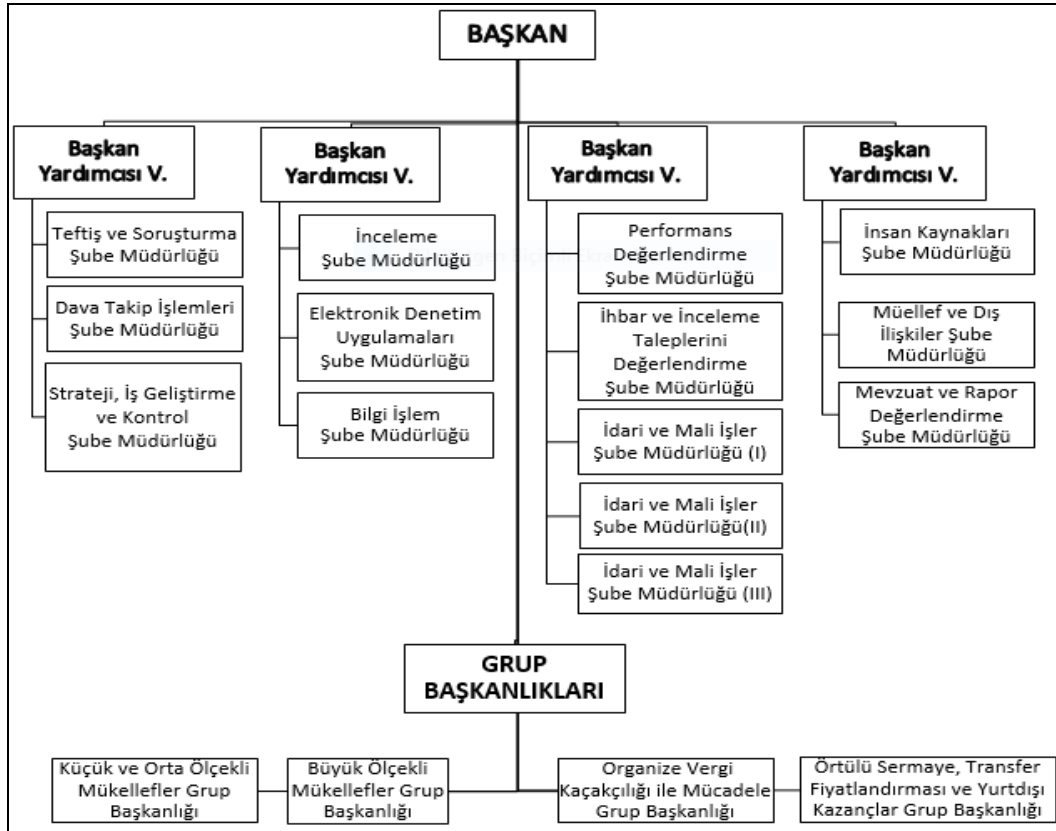 BAŞKAN
Başkan
Yardımcısı V.
Teftiş ve Soruşturma
Şube Müdürlüğü
Dava Takip İşlemleri
Şube Müdürlüğü
Strateji, İş Geliştirme
ve Kontrol
Şube Müdürlüğü
Başkan
Yardımcısı V.
İnceleme
Şube Müdürlüğü
Elektronik Denetim
Uygulamaları
Şube Müdürlüğü
Bilgi İşlem
Şube Müdürlüğü
Başkan
Yardımcısı V.
Performans
Değerlendirme
Şube Müdürlüğü
İhbar ve İnceleme
Taleplerini
Değerlendirme
Şube Müdürlüğü
İdari ve Mali İşler
Şube Müdürlüğü (I)
İdari ve Mali İşler
Şube Müdürlüğü(II)
İdari ve Mali İşler
Şube Müdürlüğü (III)
Başkan
Yardımcısı V.
İnsan Kaynakları
Şube Müdürlüğü
Müellef ve Dış
İlişkiler Şube
Müdürlüğü
Mevzuat ve Rapor
Değerlendirme
Şube Müdürlüğü
GRUP
BAŞKANLIKLARI
Küçük ve Orta Ölçekli
Mükellefler Grup
Başkanlığı
Büyük Ölçekli
Mükellefler Grup
Başkanlığı
Organize Vergi
Kaçakçılığı ile Mücadele
Grup Başkanlığı
Örtülü Sermaye, Transfer
Fiyatlandırması ve Yurtdışı
Kazançlar Grup Başkanlığı